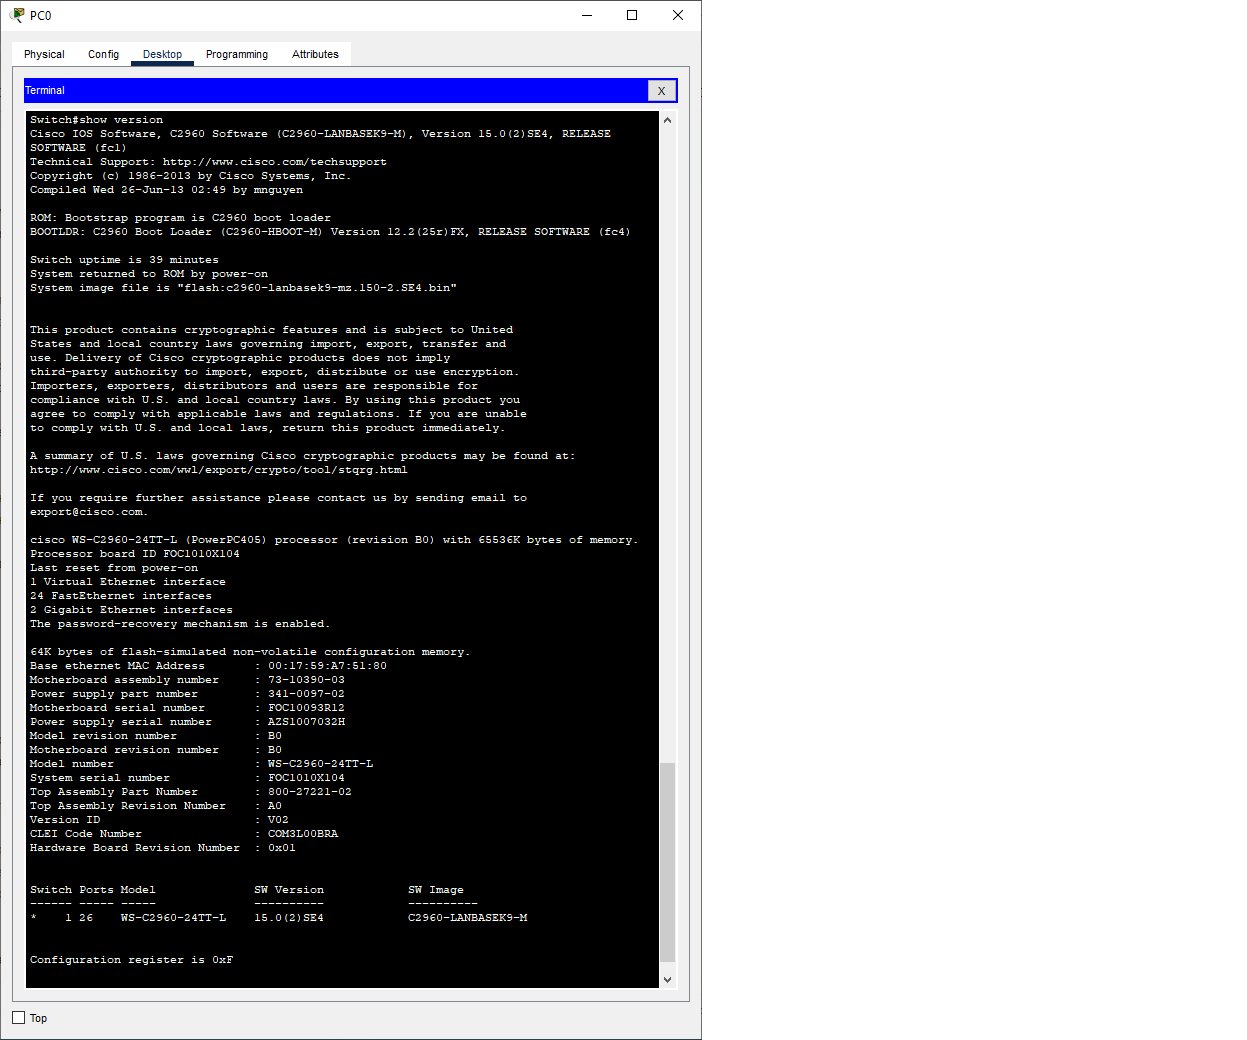 PC0
Physical Config Desktop Programming Attributes
Terminal X
Switch#show version
Cisco IOS Software, C2960 Software (C2960-LANBASEK9-M), Version 15.0(2)SE4, RELEASE
SOFTWARE (fc1)
Technical Support: http://www.cisco.com/techsupport
Copyright (c) 1986-2013 by Cisco Systems, Inc.
Compiled Wed 26-Jun-13 02:49 by mnguyen
ROM: Bootstrap program is C2960 boot loader
BOOTLDR: C2960 Boot Loader (C2960-HBOOT-M) Version 12.2(25r)FX, RELEASE SOFTWARE (fc4)
Switch uptime is 39 minutes
System returned to ROM by power-on
System image file is "flash:c2960-lanbasek9-mz.150-2.SE4.bin"
This product contains cryptographic features and is subject to United
States and local country laws governing import, export, transfer and
use. Delivery of Cisco cryptographic products does not imply
third-party authority to import, export, distribute or use encryption.
Importers, exporters, distributors and users are responsible for
compliance with U.S. and local country laws. By using this product you
agree to comply with applicable laws and regulations. If you are unable
to comply with U.S. and local laws, return this product immediately.
A summary of U.S. laws governing Cisco cryptographic products may be found at:
http://www.cisco.com/wwl/export/crypto/tool/stqrg.html
If you require further assistance please contact us by sending email to
export@cisco.com.
cisco WS-C2960-24TT-L (PowerPC405) processor (revision B0) with 65536K bytes of memory.
Processor board ID FOC1010X104
Last reset from power-on
1 Virtual Ethernet interface
24 FastEthernet interfaces
2 Gigabit Ethernet interfaces
The password-recovery mechanism is enabled.
64K bytes of flash-simulated non-volatile configuration memory.
Base ethernet MAC Address : 00:17:59:A7:51:80
Motherboard assembly number : 73-10390-03
Power supply part number : 341-0097-02
Motherboard serial number : FOC10093R12
Power supply serial number : AZS1007032H
Model revision number : B0
Motherboard revision number : B0
Model number : WS-C2960-24TT-L
System serial number : FOC1010X104
Top Assembly Part Number : 800-27221-02
Top Assembly Revision Number : A0
Version ID : V02
CLEI Code Number : COM3L00BRA
Hardware Board Revision Number : 0x01
Switch Ports Model SW Version SW Image
------ ----- ----- ---------- ----------
* 1 26 WS-C2960-24TT-L 15.0(2)SE4 C2960-LANBASEK9-M
Configuration register is 0xF
Top